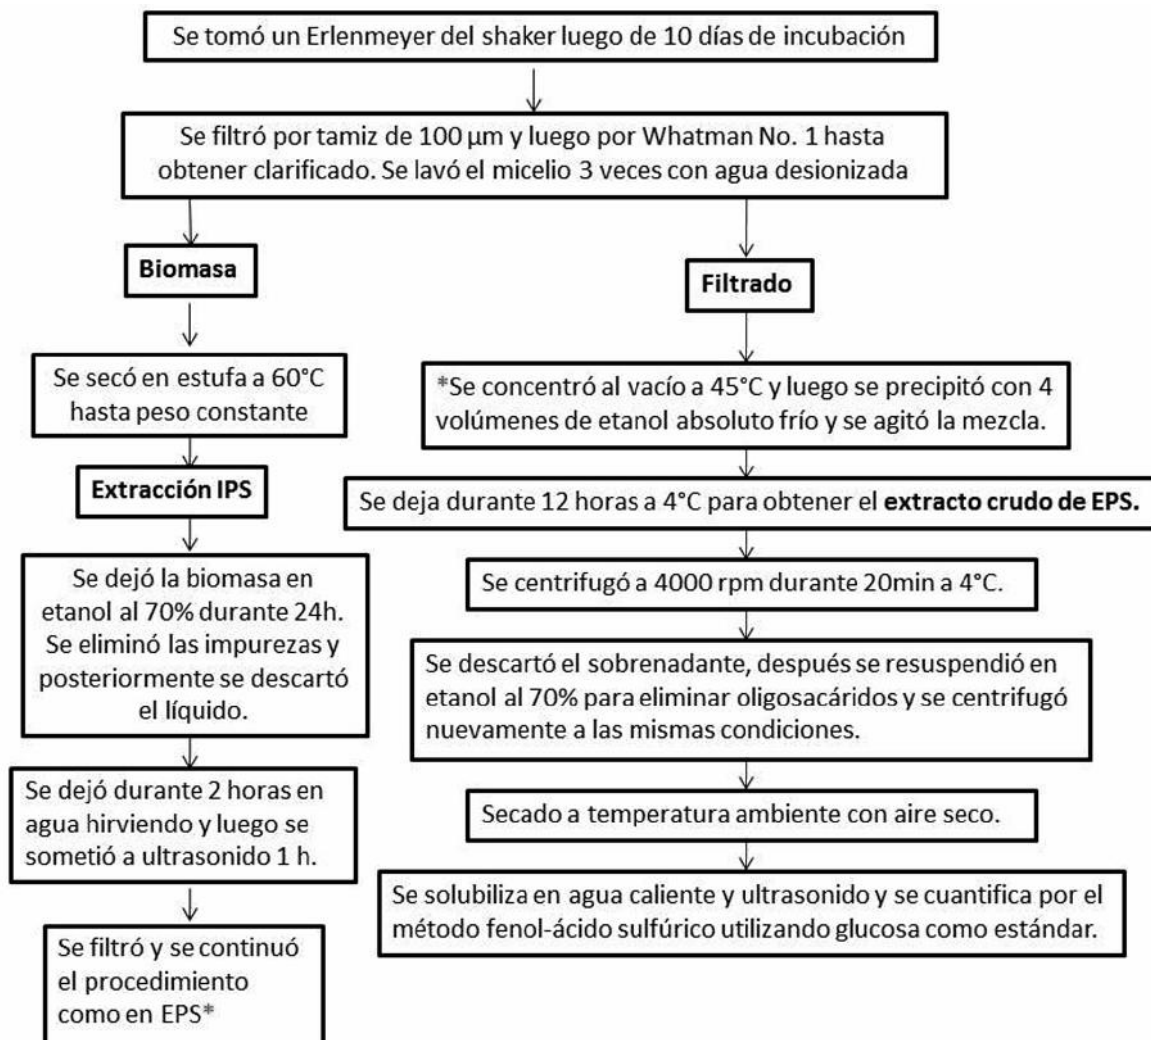 Se tomó un Erlenmeyer del shaker luego de 10 días de incubación
Se filtró por tamiz de 100 µm y luego por Whatman No. 1 hasta
obtener clarificado. Se lavó el micelio 3 veces con agua desionizada
Biomasa
Se secó en estufa a 60°C
hasta peso constante
Extracción IPS
Se dejó la biomasa en
etanol al 70% durante 24h.
Se eliminó las impurezas y
posteriormente se descartó
el líquido.
Se dejó durante 2 horas en
agua hirviendo y luego se
sometió a ultrasonido 1 h.
Se filtró y se continuó
el procedimiento
como en EPS*
Filtrado
*Se concentró al vacío a 45°C y luego se precipitó con 4
volúmenes de etanol absoluto frío y se agitó la mezcla.
Se deja durante 12 horas a 4°C para obtener el extracto crudo de EPS.
Se centrifugó a 4000 rpm durante 20min a 4°C.
Se descartó el sobrenadante, después se resuspendió en
etanol al 70% para eliminar oligosacáridos y se centrifugó
nuevamente a las mismas condiciones.
Secado a temperatura ambiente con aire seco.
Se solubiliza en agua caliente y ultrasonido y se cuantifica por el
método fenol-ácido sulfúrico utilizando glucosa como estándar.